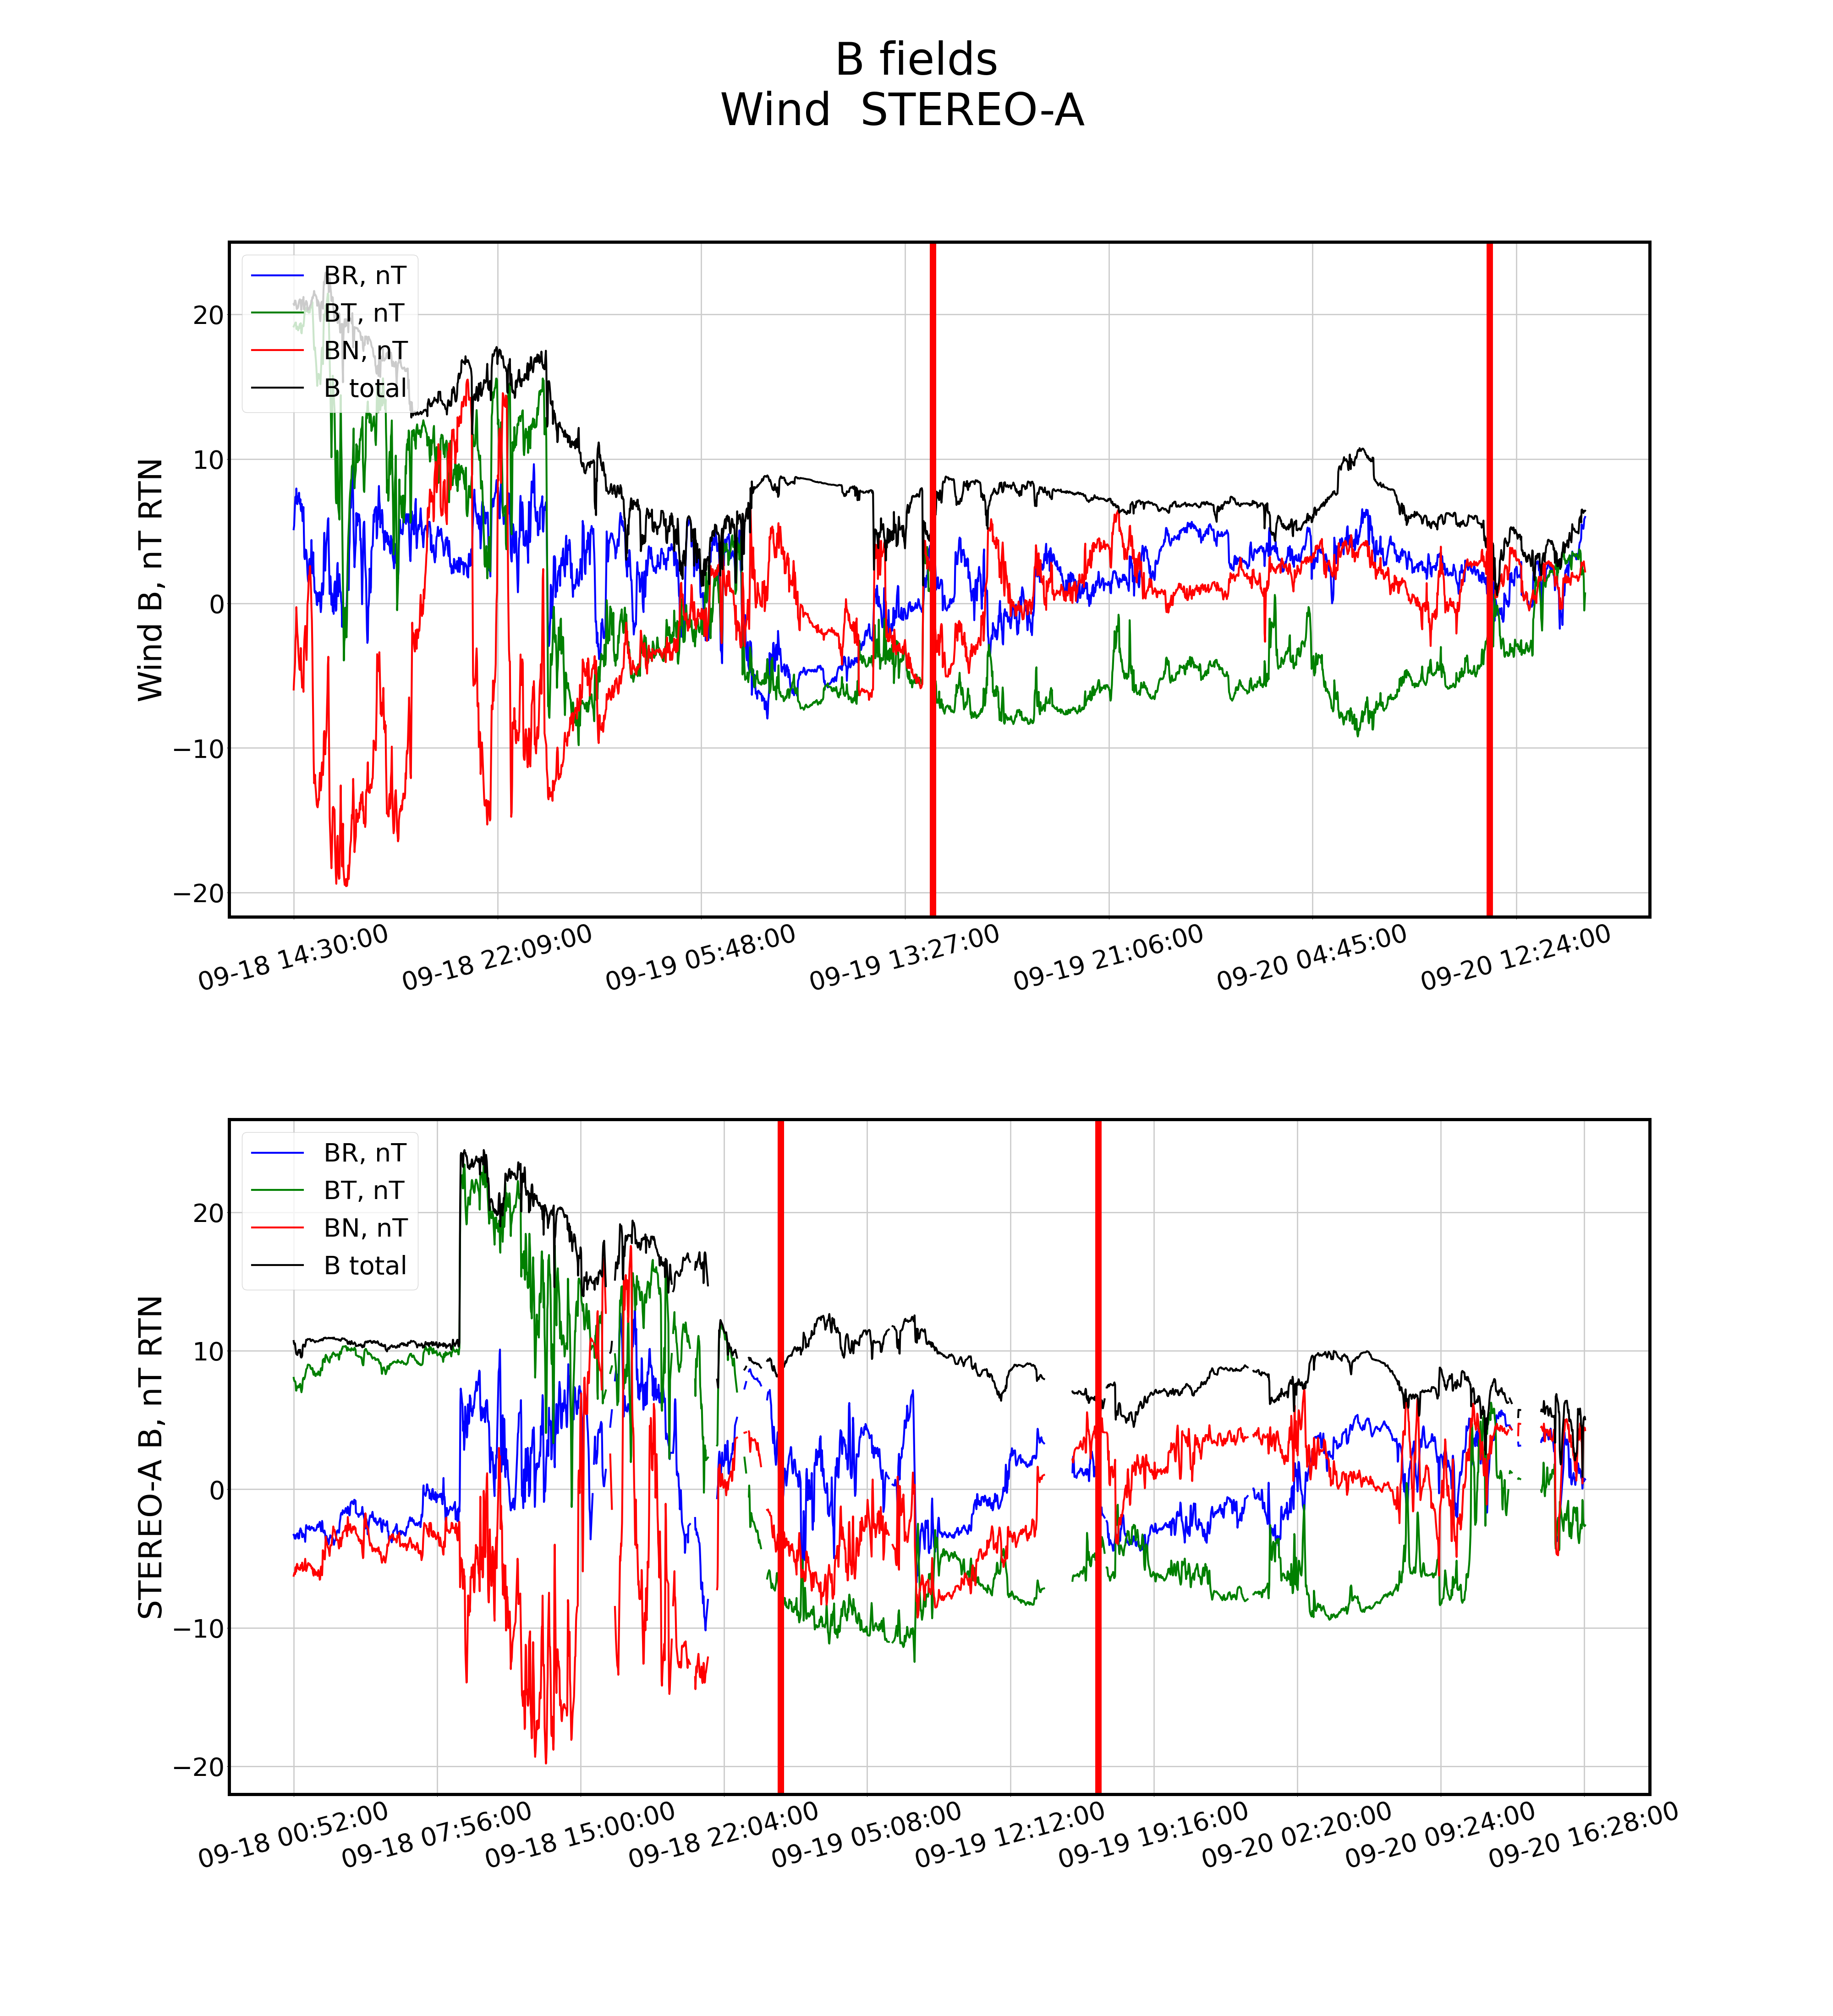 B fields
Wind  STEREO-A
Wind B, nT RTN
BR, nT
BT, nT
BN, nT
B total
20
10
0
−10
−20
09-18 14:30:00
09-18 22:09:00
09-19 05:48:00
09-19 13:27:00
09-19 21:06:00
09-20 04:45:00
09-20 12:24:00
STEREO-A B, nT RTN
BR, nT
BT, nT
BN, nT
B total
20
10
0
−10
−20
09-18 00:52:00
09-18 07:56:00
09-18 15:00:00
09-18 22:04:00
09-19 05:08:00
09-19 12:12:00
09-19 19:16:00
09-20 02:20:00
09-20 09:24:00
09-20 16:28:00